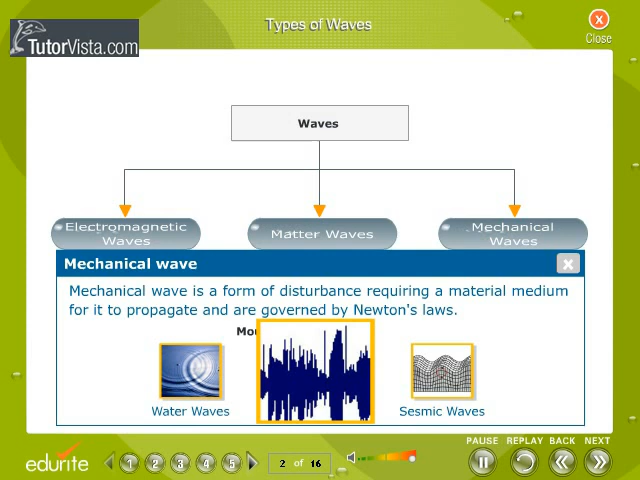 Types of Waves
Close
TutorVista.com
Waves
Electromagnetic
Waves
Matter Waves
Mechanical
Waves
Mechanical wave
x
Mechanical wave is a form of disturbance requiring a material medium
for it to propagate and are governed by Newton's laws.
Water Waves
Sesmic Waves
PAUSE REPLAY BACK NEXT
edurite
1 2 3 4 5
2 of 16